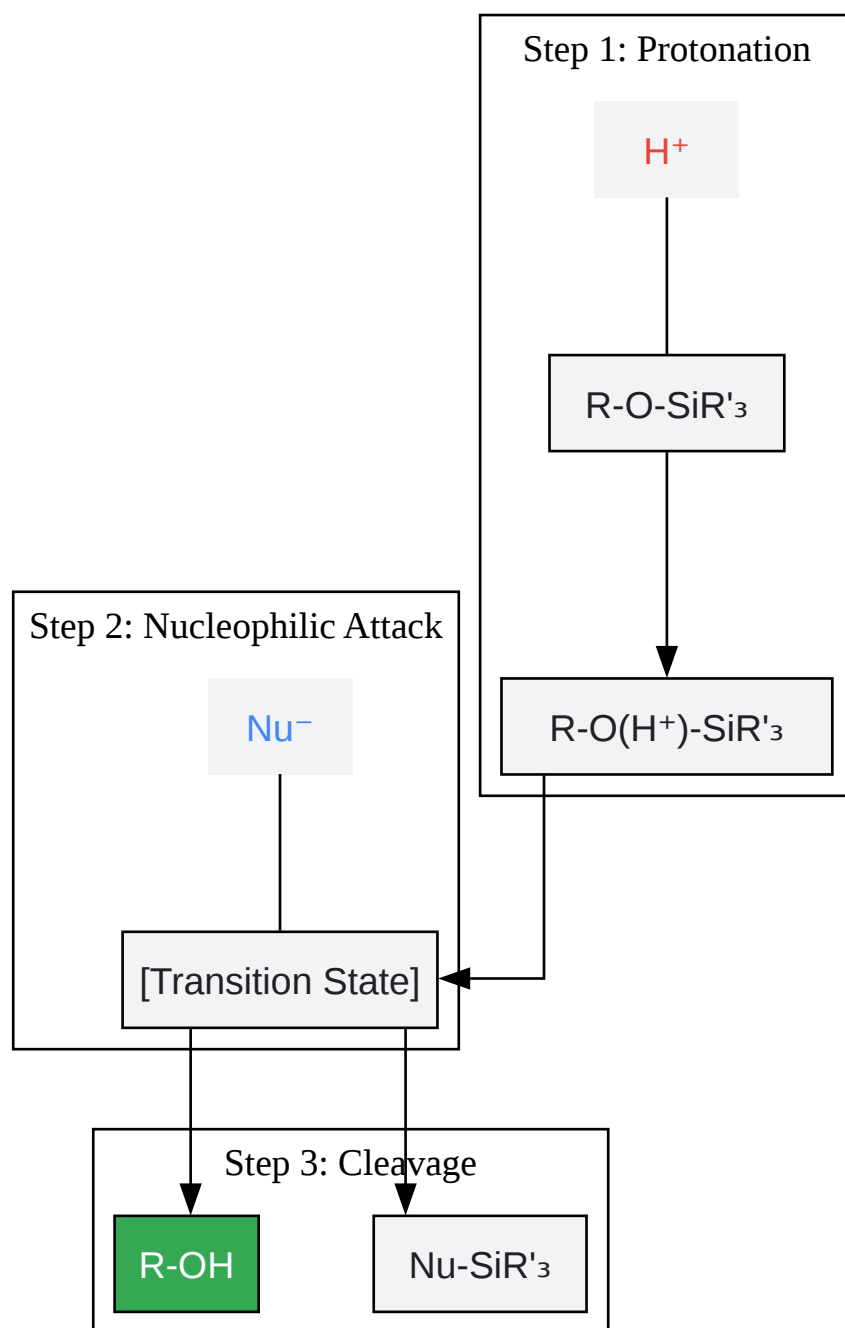 Step 1: Protonation
H⁺
R-O-SiR'₃
R-O(H⁺)-SiR'₃
Step 2: Nucleophilic Attack
Nu⁻
[Transition State]
Step 3: Cleavage
R-OH
Nu-SiR'₃